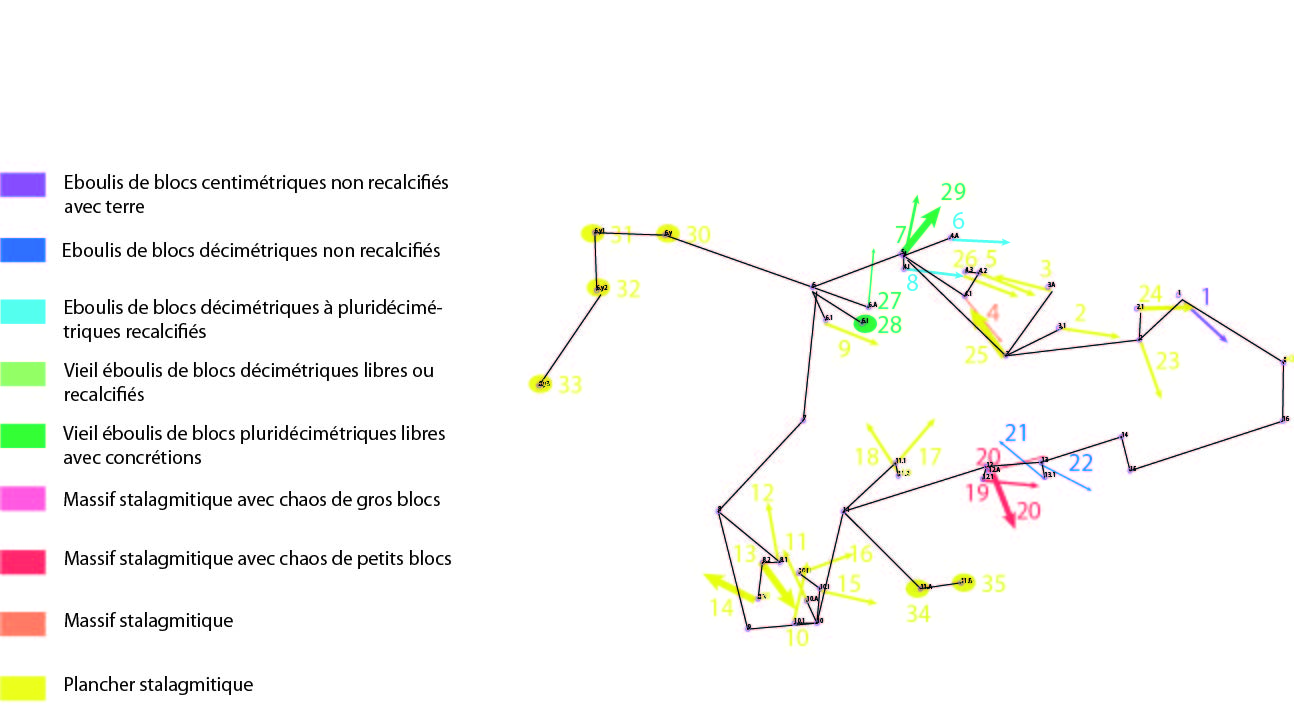 Eboulis de blocs centimétriques non recalcifiés
avec terre
Eboulis de blocs décimétriques non recalcifiés
Eboulis de blocs décimétriques à pluridécimé-
triques recalcifiés
Vieil éboulis de blocs décimétriques libres ou
recalcifiés
Vieil éboulis de blocs pluridécimétriques libres
avec concrétions
Massif stalagmitique avec chaos de gros blocs
Massif stalagmitique avec chaos de petits blocs
Massif stalagmitique
Plancher stalagmitique
29
7
6
31
30
26 5
3
8
32
27
28
4
2
24
1
9
25
23
33
21
18
17
20
22
19
20
12
13
11
16
14
15
34
35
10